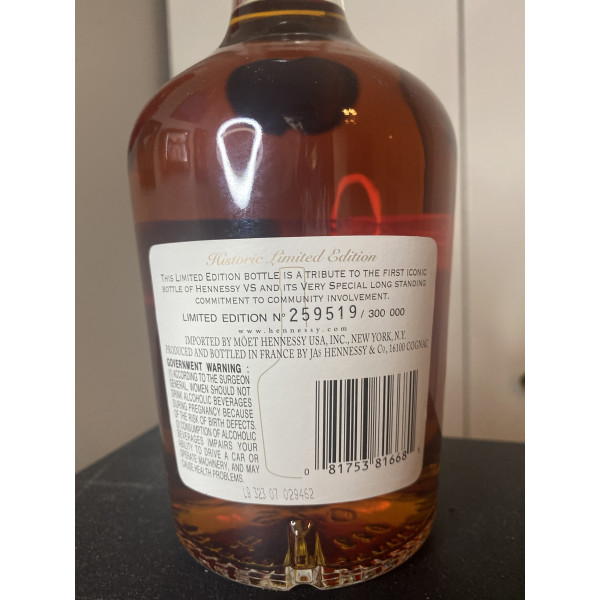 Historic Limited Edition
THIS LIMITED EDITION BOTTLE IS A TRIBUTE TO THE FIRST ICONIC
BOTTLE OF HENNESSY VS AND ITS VERY SPECIAL LONG STANDING
COMMITMENT TO COMMUNITY INVOLVEMENT.
LIMITED EDITION N° 259519 / 300 000
www.hennessy.com
IMPORTED BY MOËT HENNESSY USA, INC., NEW YORK, N.Y.
PRODUCED AND BOTTLED IN FRANCE BY JAs HENNESSY & Co, 16100 COGNAC
GOVERNMENT WARNING :
(1) ACCORDING TO THE SURGEON
GENERAL, WOMEN SHOULD NOT
DRINK ALCOHOLIC BEVERAGES
DURING PREGNANCY BECAUSE
OF THE RISK OF BIRTH DEFECTS.
(2) CONSUMPTION OF ALCOHOLIC
BEVERAGES IMPAIRS YOUR
ABILITY TO DRIVE A CAR OR
OPERATE MACHINERY, AND MAY
CAUSE HEALTH PROBLEMS.
0 81753 81668
L9 323 07 029462